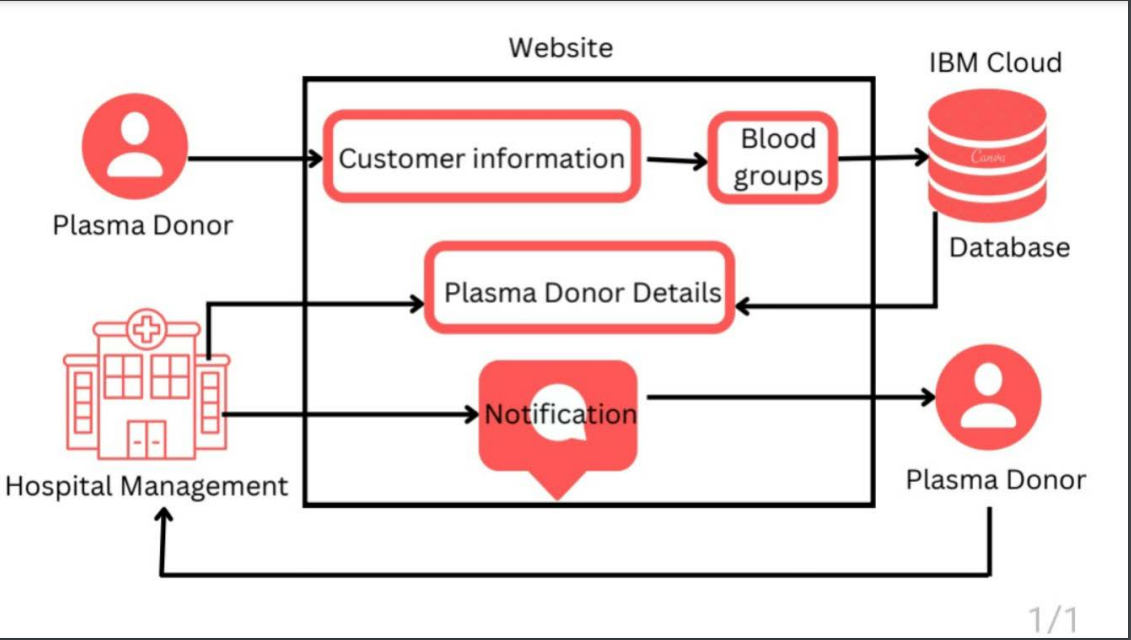 Website
IBM Cloud
Customer information
Blood
groups
Canva
Plasma Donor
Database
Plasma Donor Details
Notification
Hospital Management
Plasma Donor
1/1